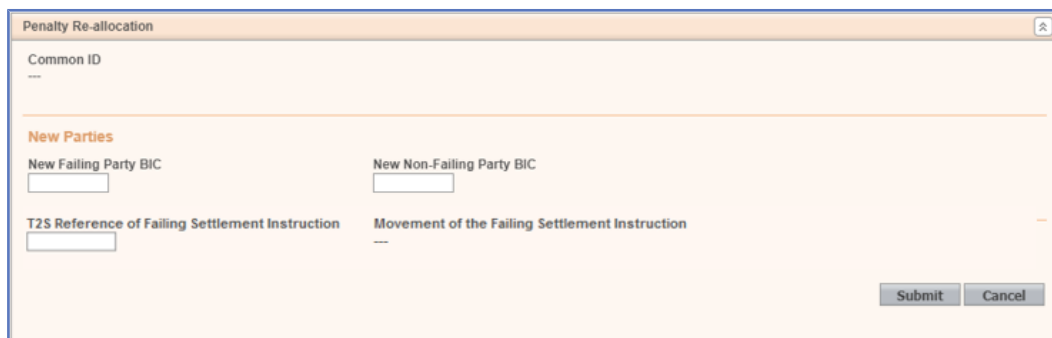 Penalty Re-allocation
Common ID
---
New Parties
New Failing Party BIC New Non-Failing Party BIC
T2S Reference of Failing Settlement Instruction Movement of the Failing Settlement Instruction
---
Submit Cancel